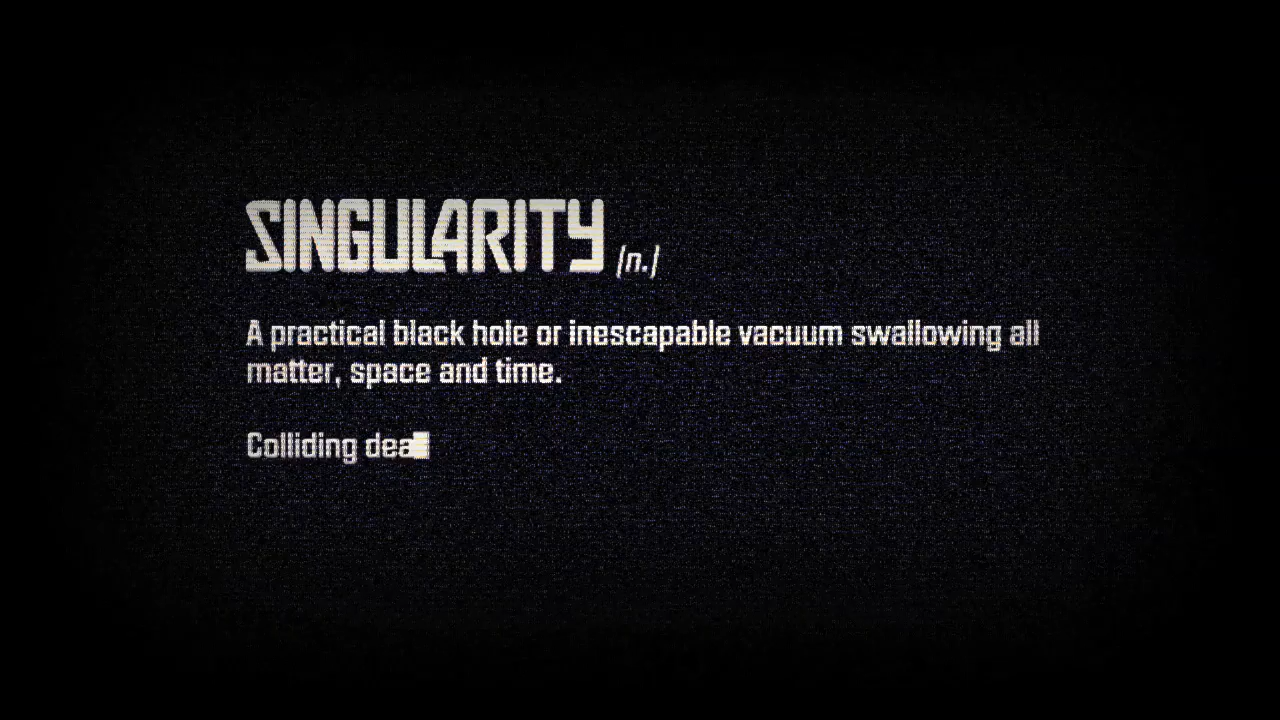 SINGULARITY /n./
A practical black hole or inescapable vacuum swallowing all
matter, space and time.
Colliding dea